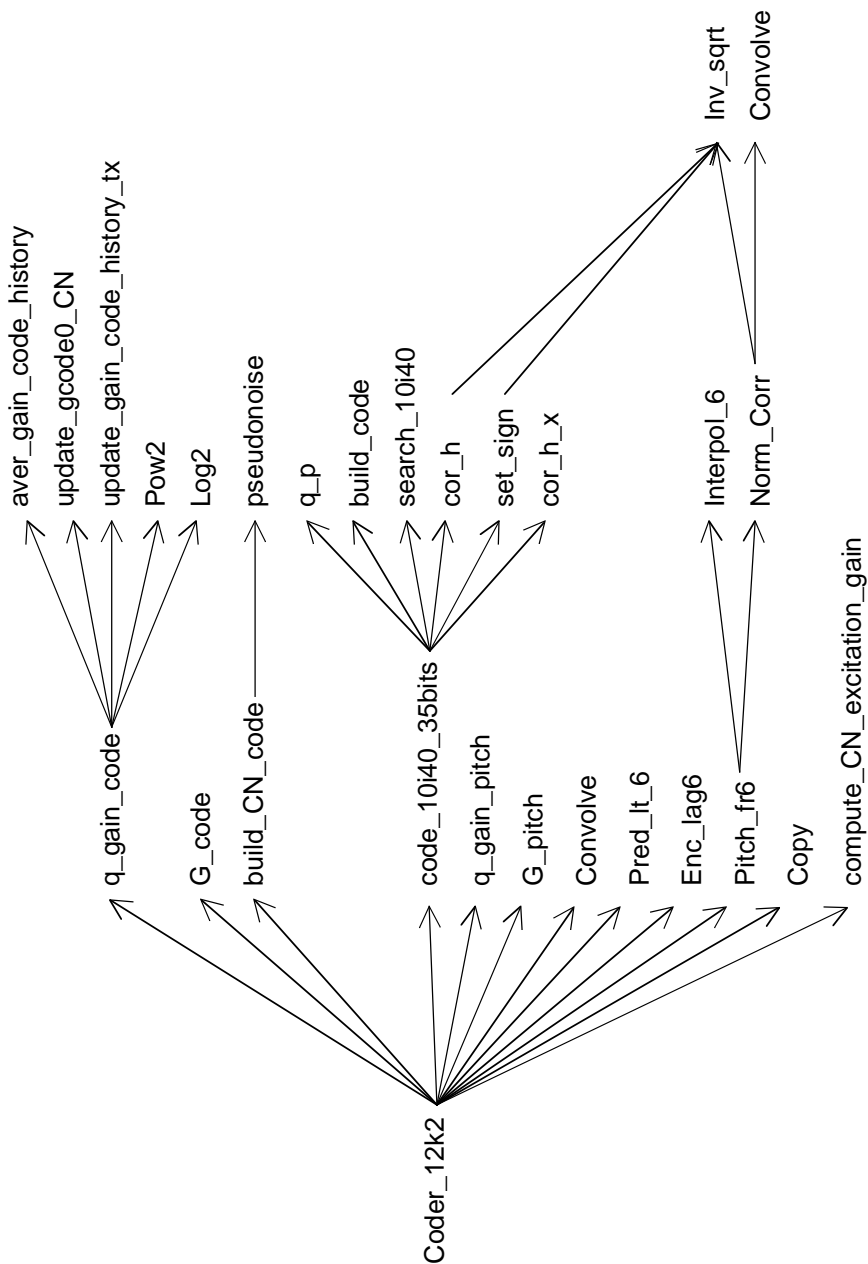 Coder_12k2
q_gain_code
G_code
build_CN_code
code_10i40_35bits
q_gain_pitch
G_pitch
Convolve
Pred_lt_6
Enc_lag6
Pitch_fr6
Copy
compute_CN_excitation_gain
aver_gain_code_history
update_gcode0_CN
update_gain_code_history_tx
Pow2
Log2
pseudonoise
q_p
build_code
search_10i40
cor_h
set_sign
cor_h_x
Interpol_6
Norm_Corr
Inv_sqrt
Convolve